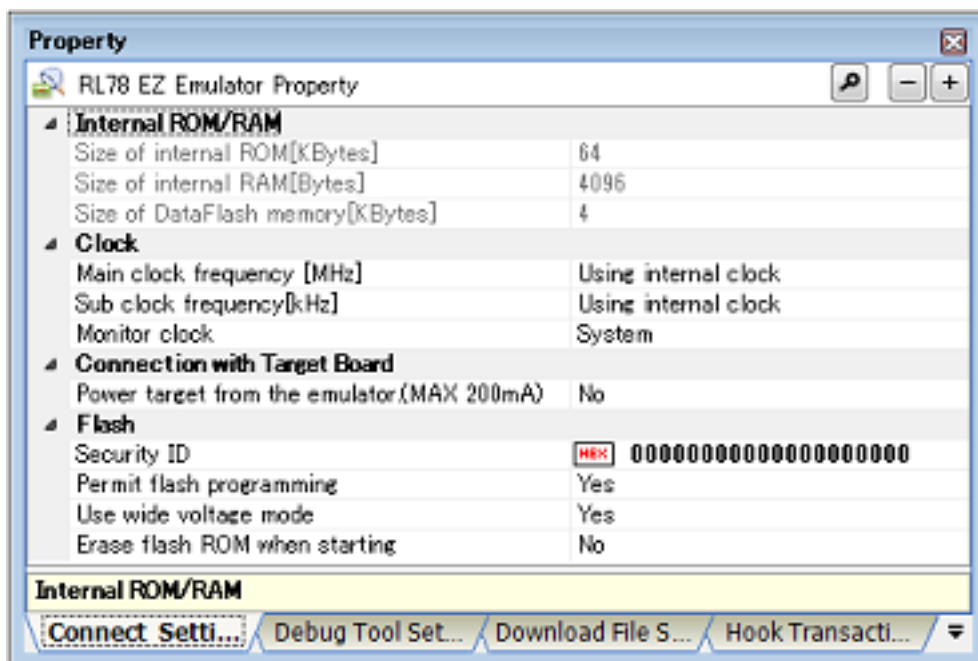 Property
RL78 EZ Emulator Property
Internal ROM/RAM
Size of internal ROM[KBytes] 64
Size of internal RAM[Bytes] 4096
Size of DataFlash memory[KBytes] 4
Clock
Main clock frequency [MHz] Using internal clock
Sub clock frequency[kHz] Using internal clock
Monitor clock System
Connection with Target Board
Power target from the emulator.(MAX 200mA) No
Flash
Security ID HEX 00000000000000000000
Permit flash programming Yes
Use wide voltage mode Yes
Erase flash ROM when starting No
Internal ROM/RAM
Connect Setti... Debug Tool Set... Download File S... Hook Transacti...